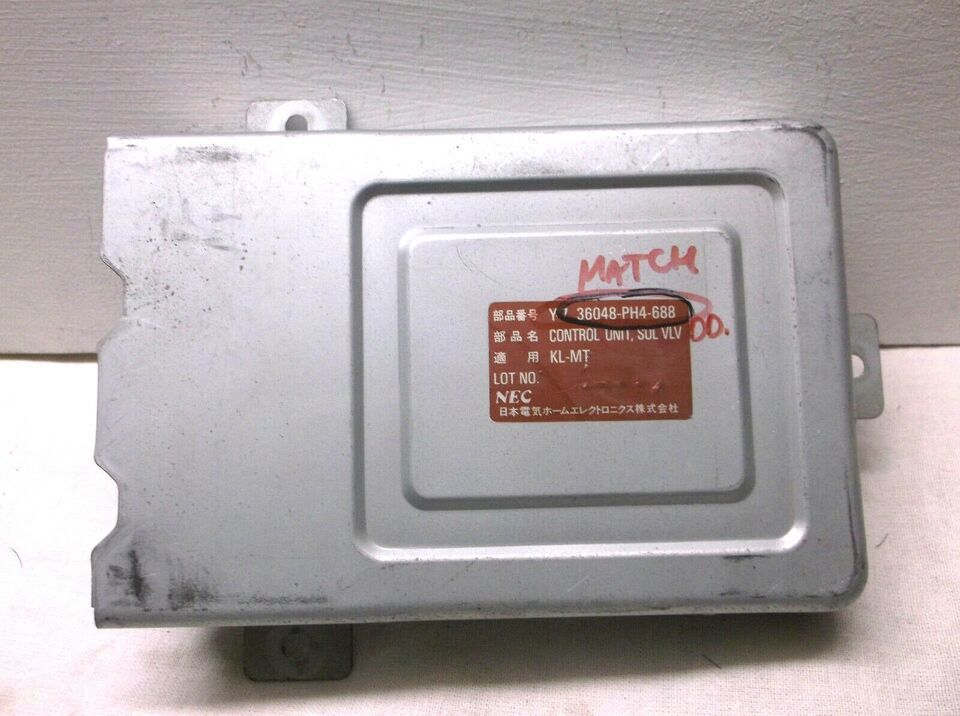 MATCH
部品番号 Y 36048-PH4-688
00.
部品名 CONTROL UNIT, SOL VLV
適用 KL-MT
LOT NO.
NEC
日本電気ホームエレクトロニクス株式会社